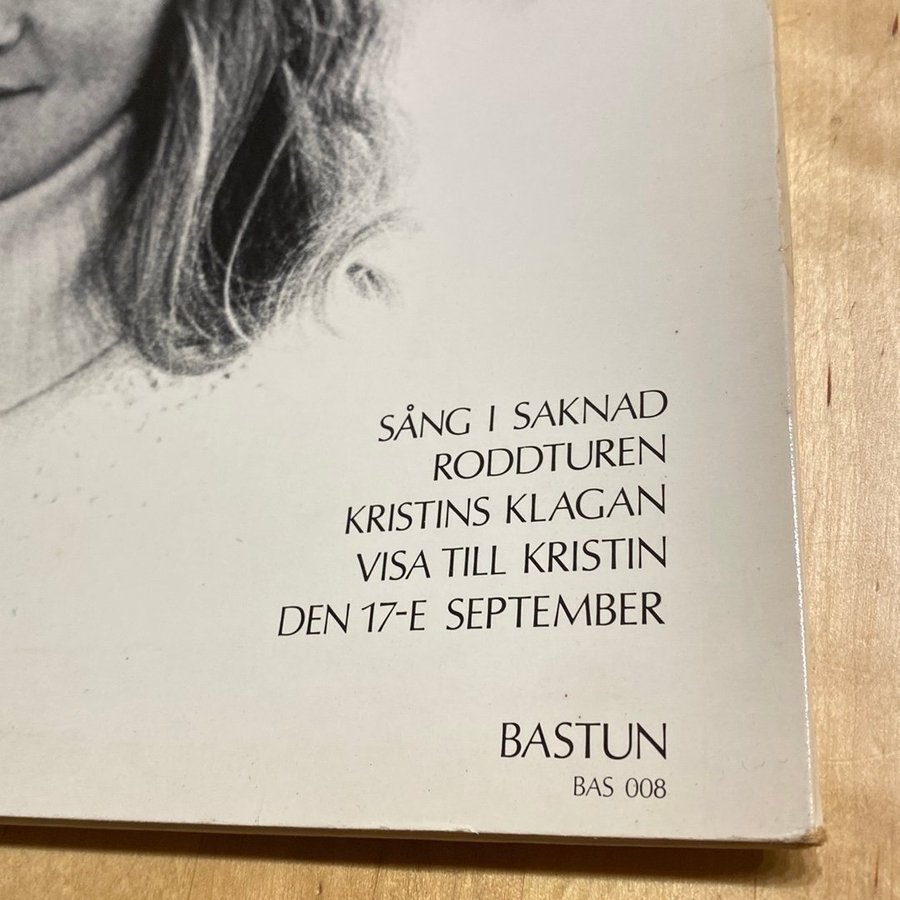 SÅNG I SAKNAD
RODDTUREN
KRISTINS KLAGAN
VISA TILL KRISTIN
DEN 17-E SEPTEMBER
BASTUN
BAS 008